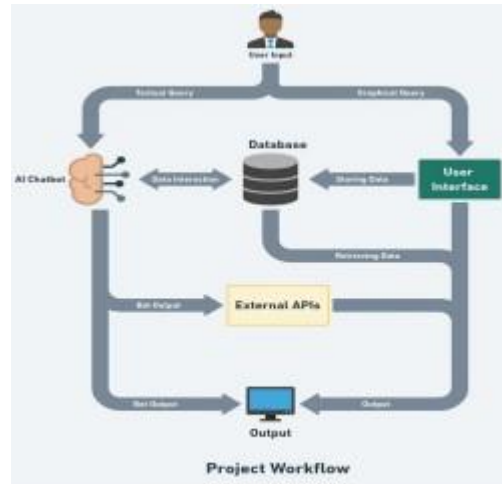 User Input
Textual Query
Graphical Query
Database
AI Chatbot
Data Interaction
Storing Data
User
Interface
Retrieving Data
Bot Output
External APIs
Bot Output
Output
Output
Project Workflow